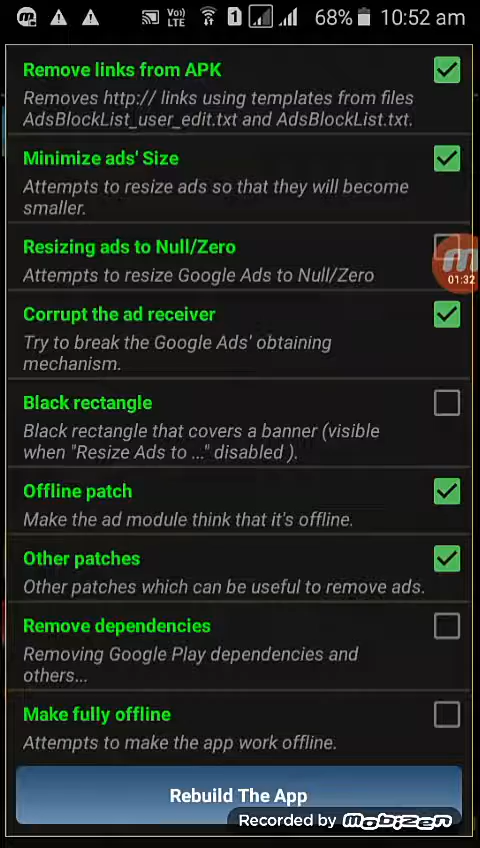 Vo))
LTE
1
68%
10:52 am
Remove links from APK
Removes http:// links using templates from files
AdsBlockList_user_edit.txt and AdsBlockList.txt.
Minimize ads' Size
Attempts to resize ads so that they will become
smaller.
Resizing ads to Null/Zero
Attempts to resize Google Ads to Null/Zero
01:32
Corrupt the ad receiver
Try to break the Google Ads' obtaining
mechanism.
Black rectangle
Black rectangle that covers a banner (visible
when "Resize Ads to ..." disabled ).
Offline patch
Make the ad module think that it's offline.
Other patches
Other patches which can be useful to remove ads.
Remove dependencies
Removing Google Play dependencies and
others...
Make fully offline
Attempts to make the app work offline.
Rebuild The App
Recorded by Mobizen